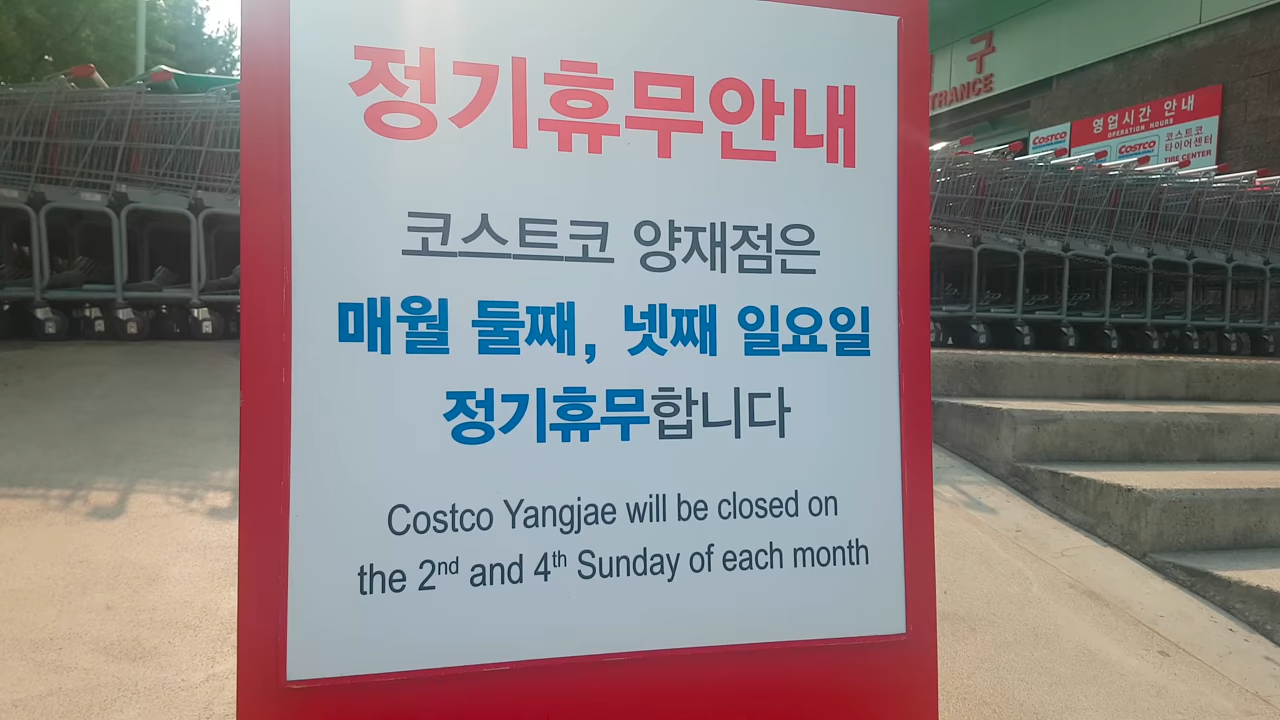 정기휴무안내
코스트코 양재점은
매월 둘째, 넷째 일요일
정기휴무합니다
Costco Yangjae will be closed on
the 2nd and 4th Sunday of each month
구
TRANCE
영업시간 안내
OPERATION HOURS
COSTCO
COSTCO
코스트코
타이어센터
TIRE CENTER